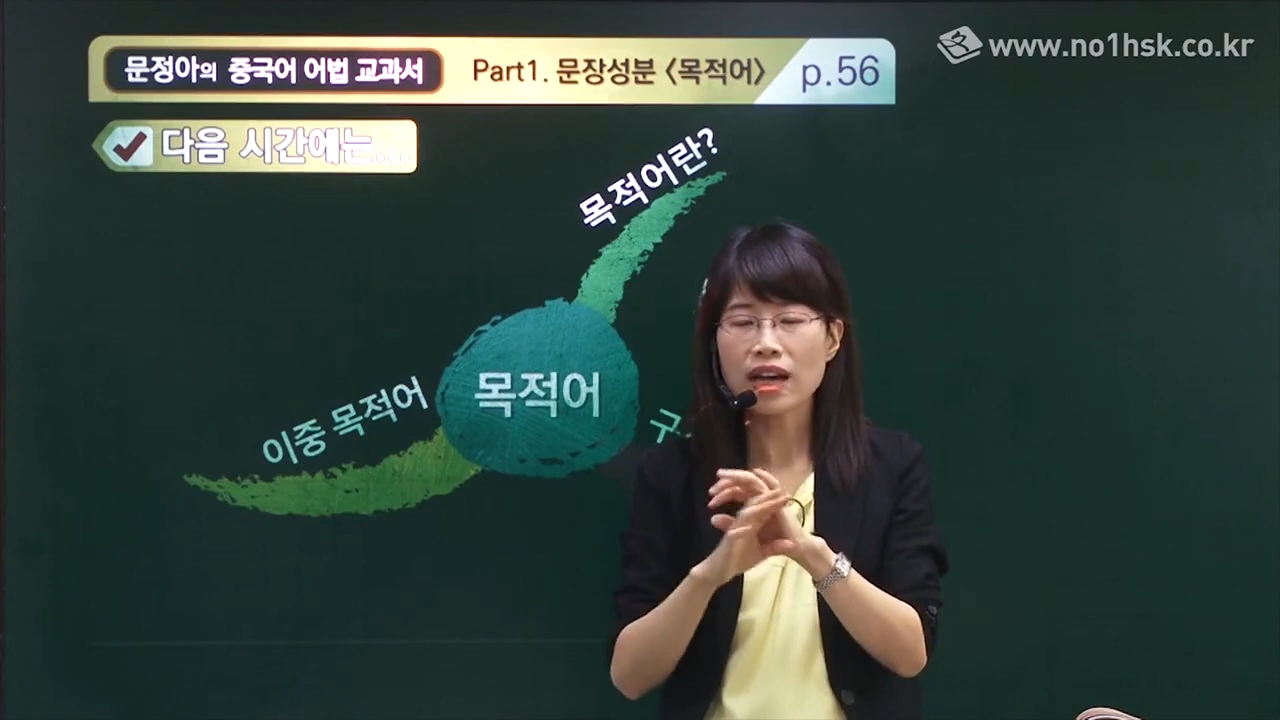 www.no1hsk.co.kr
문정아의 중국어 어법 교과서
Part1. 문장성분 <목적어>
p.56
다음 시간에는
목적어란?
목적어
이중 목적어
구